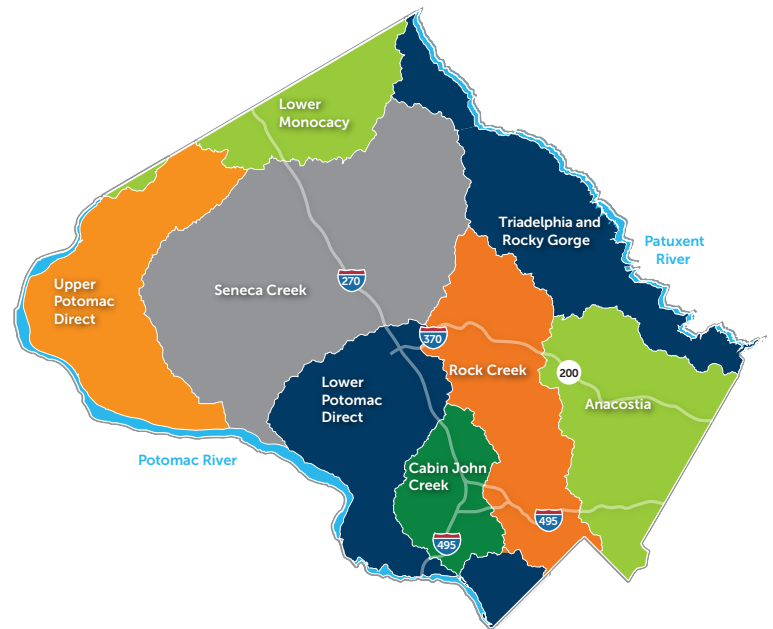 Lower
Monocacy
Triadelphia and
Rocky Gorge
Patuxent
River
Upper
Potomac
Direct
Seneca Creek
270
370
Rock Creek
200
Lower
Potomac
Direct
Anacostia
Potomac River
Cabin John
Creek
495
495